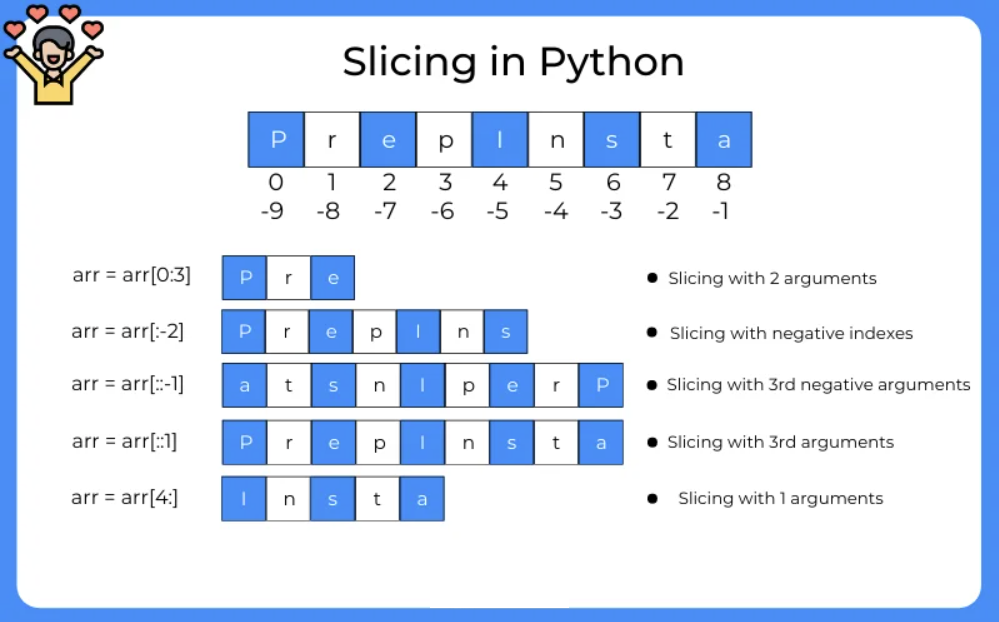 Slicing in Python
P r e p I n s t a
0 1 2 3 4 5 6 7 8
-9 -8 -7 -6 -5 -4 -3 -2 -1
arr = arr[0:3] P r e Slicing with 2 arguments
arr = arr[:-2] P r e p I n s Slicing with negative indexes
arr = arr[::-1] a t s n I p e r P Slicing with 3rd negative arguments
arr = arr[::1] P r e p I n s t a Slicing with 3rd arguments
arr = arr[4:] I n s t a Slicing with 1 arguments